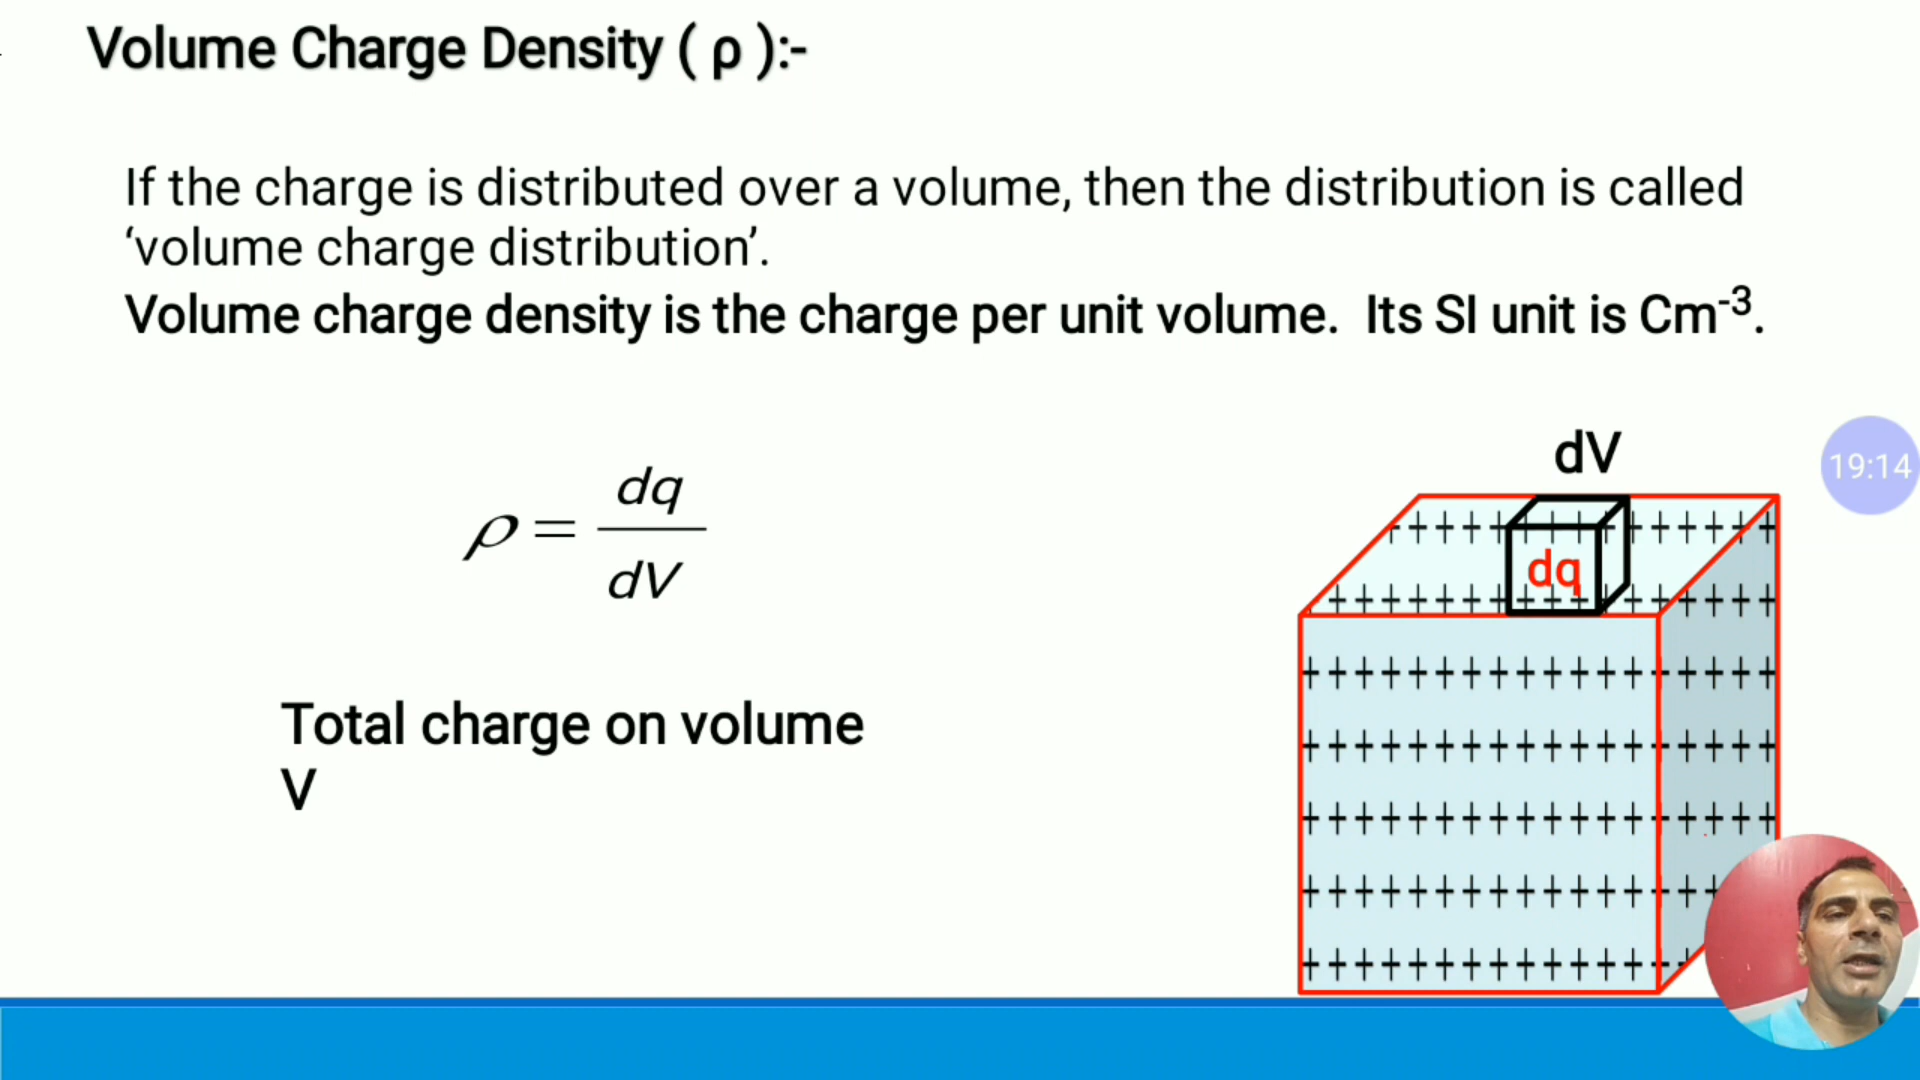 Volume Charge Density ( ρ ):-
If the charge is distributed over a volume, then the distribution is called
‘volume charge distribution’.
Volume charge density is the charge per unit volume.  Its SI unit is Cm⁻³.
dV
19:14
ρ = dq/dV
dq
Total charge on volume
V